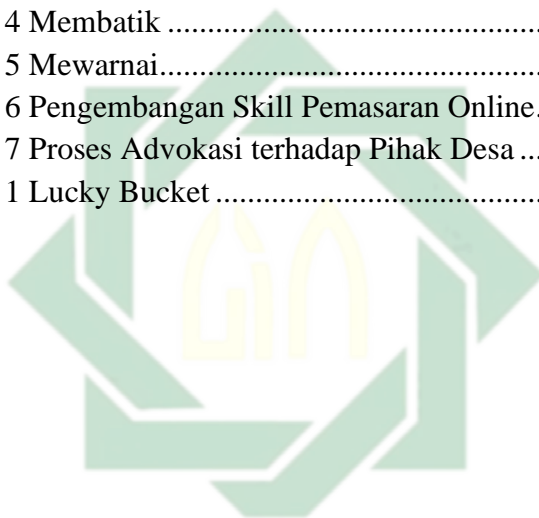 4 Membatik ..........................................
5 Mewarnai...........................................
6 Pengembangan Skill Pemasaran Online.
7 Proses Advokasi terhadap Pihak Desa ...
1 Lucky Bucket ....................................